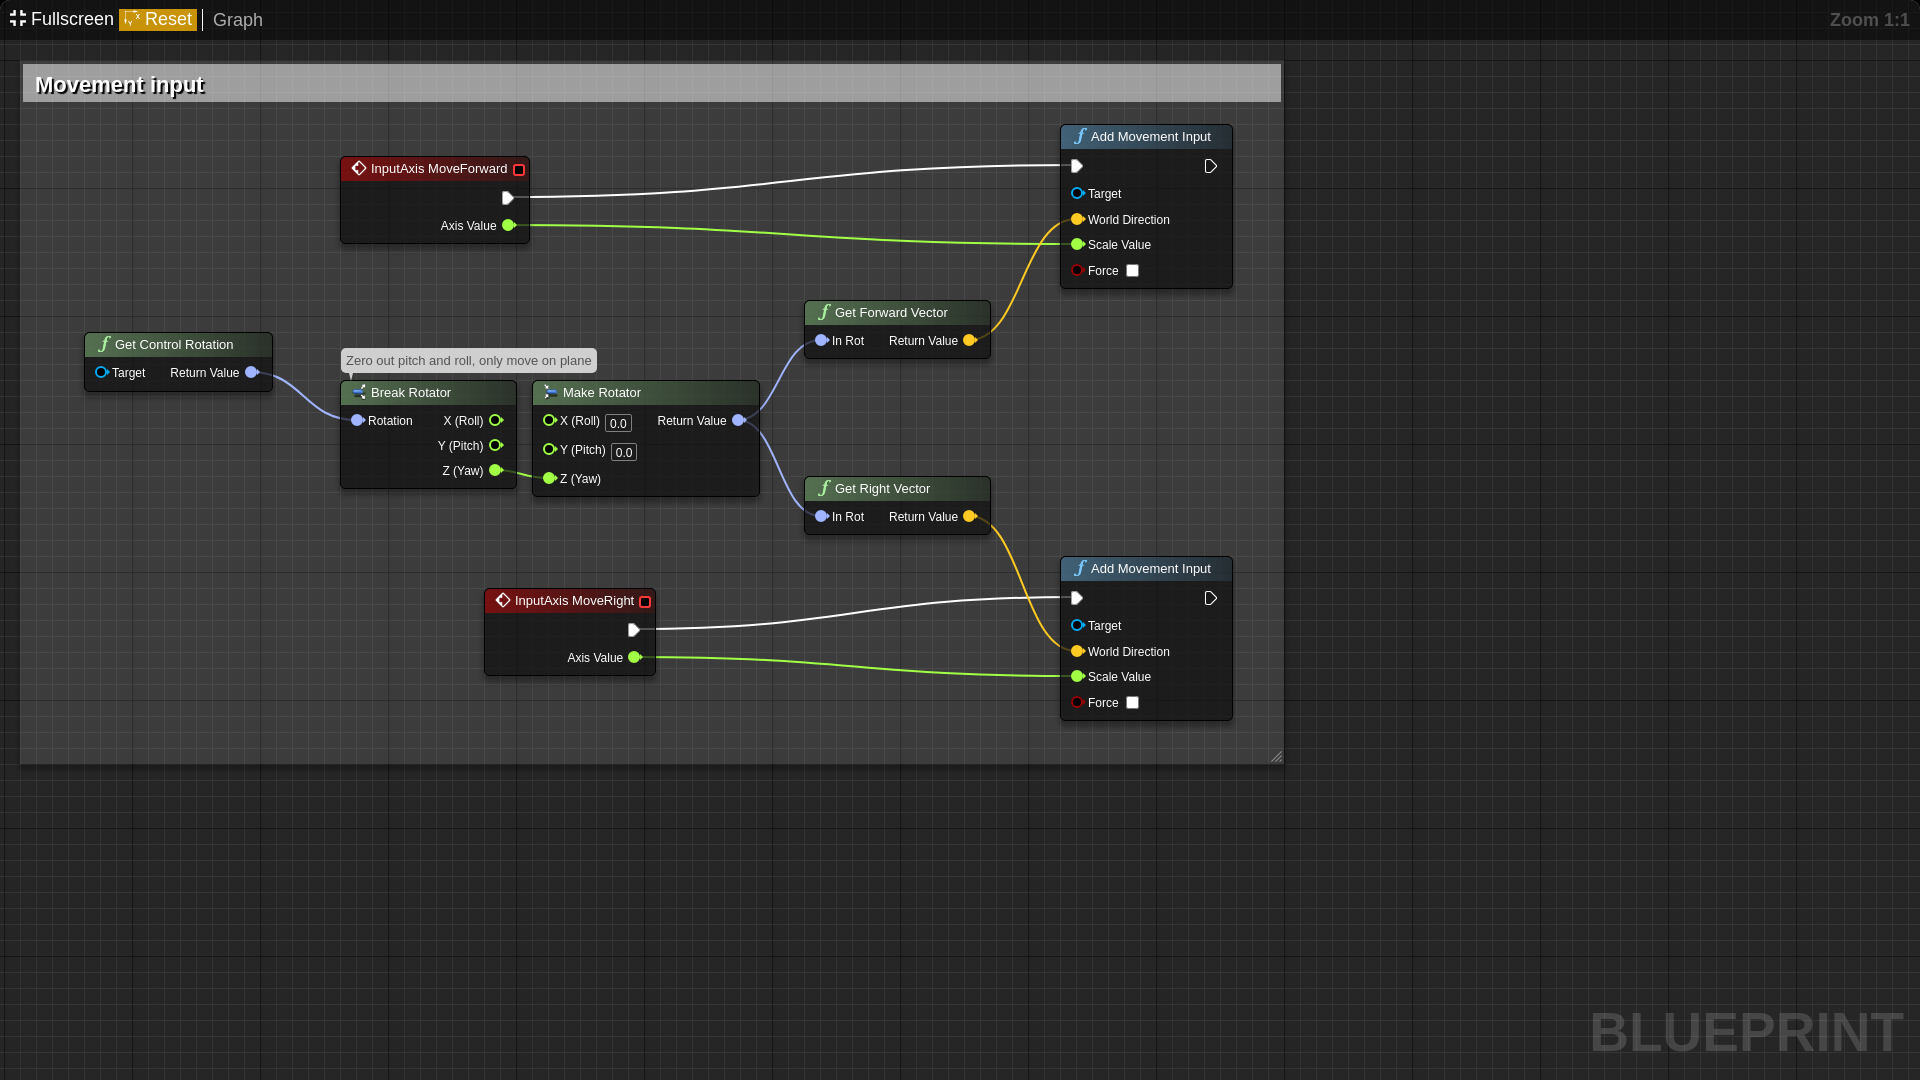 Fullscreen Reset Graph Zoom 1:1
Movement input
InputAxis MoveForward
Axis Value
Add Movement Input
Target
World Direction
Scale Value
Force
Get Control Rotation
Target Return Value
Zero out pitch and roll, only move on plane
Break Rotator
Rotation X (Roll)
Y (Pitch)
Z (Yaw)
Make Rotator
X (Roll) 0.0 Return Value
Y (Pitch) 0.0
Z (Yaw)
Get Forward Vector
In Rot Return Value
Get Right Vector
In Rot Return Value
InputAxis MoveRight
Axis Value
Add Movement Input
Target
World Direction
Scale Value
Force
BLUEPRINT